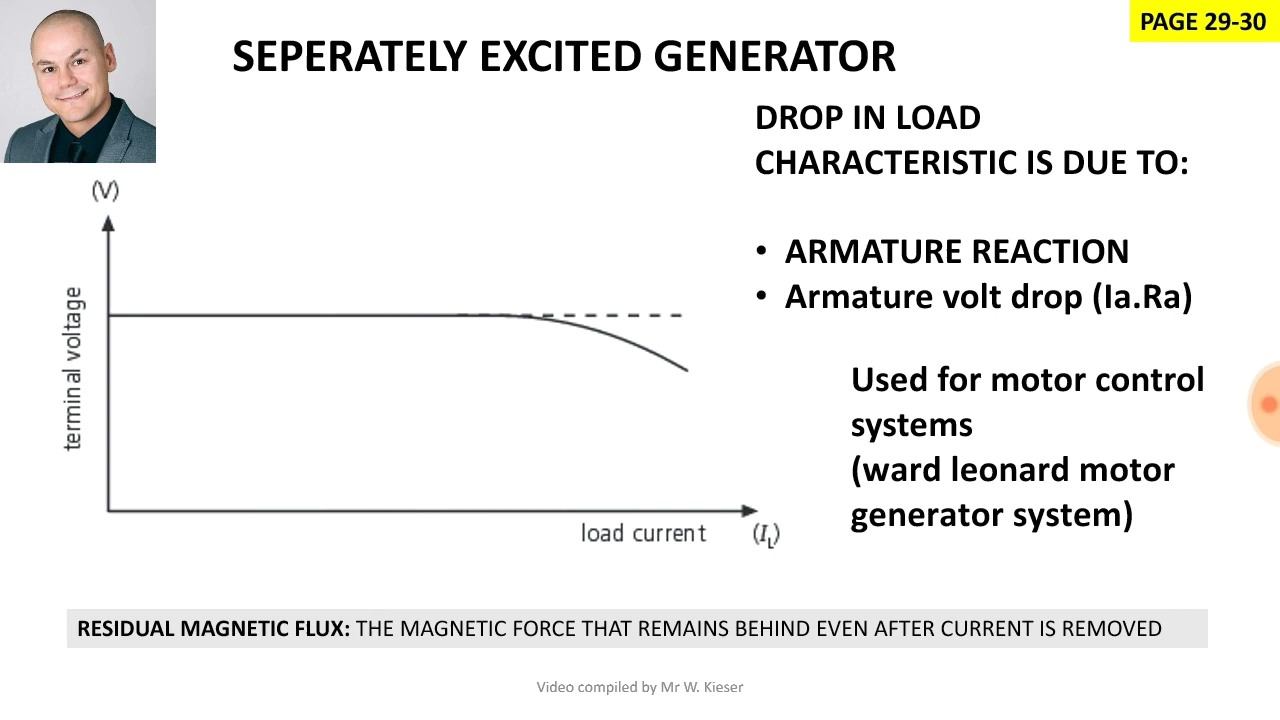 PAGE 29-30
SEPERATELY EXCITED GENERATOR
DROP IN LOAD
CHARACTERISTIC IS DUE TO:
• ARMATURE REACTION
• Armature volt drop (Ia.Ra)
Used for motor control
systems
(ward leonard motor
generator system)
(V)
terminal voltage
load current (I_L)
RESIDUAL MAGNETIC FLUX: THE MAGNETIC FORCE THAT REMAINS BEHIND EVEN AFTER CURRENT IS REMOVED
Video compiled by Mr W. Kieser